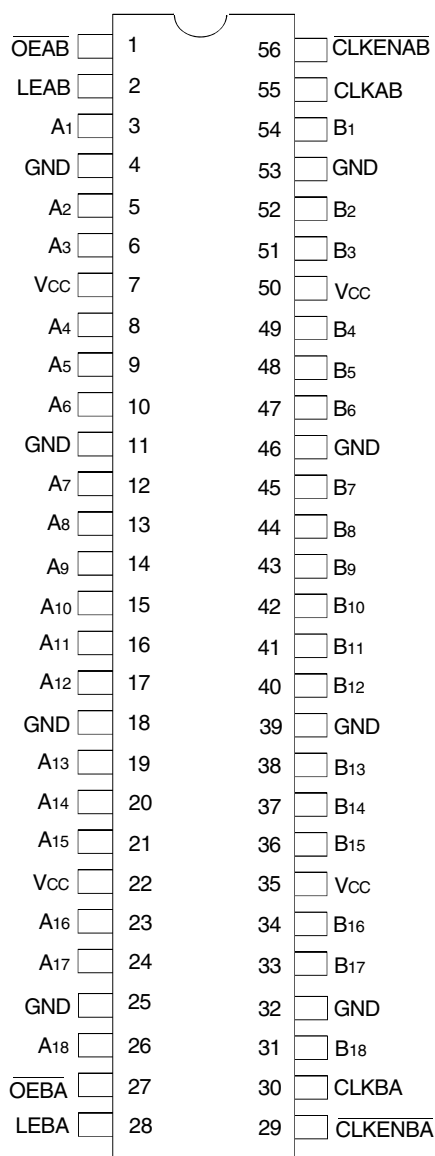 O̅E̅A̅B̅ 1 56 C̅L̅K̅E̅N̅A̅B̅
LEAB 2 55 CLKAB
A1 3 54 B1
GND 4 53 GND
A2 5 52 B2
A3 6 51 B3
VCC 7 50 VCC
A4 8 49 B4
A5 9 48 B5
A6 10 47 B6
GND 11 46 GND
A7 12 45 B7
A8 13 44 B8
A9 14 43 B9
A10 15 42 B10
A11 16 41 B11
A12 17 40 B12
GND 18 39 GND
A13 19 38 B13
A14 20 37 B14
A15 21 36 B15
VCC 22 35 VCC
A16 23 34 B16
A17 24 33 B17
GND 25 32 GND
A18 26 31 B18
O̅E̅B̅A̅ 27 30 CLKBA
LEBA 28 29 C̅L̅K̅E̅N̅B̅A̅